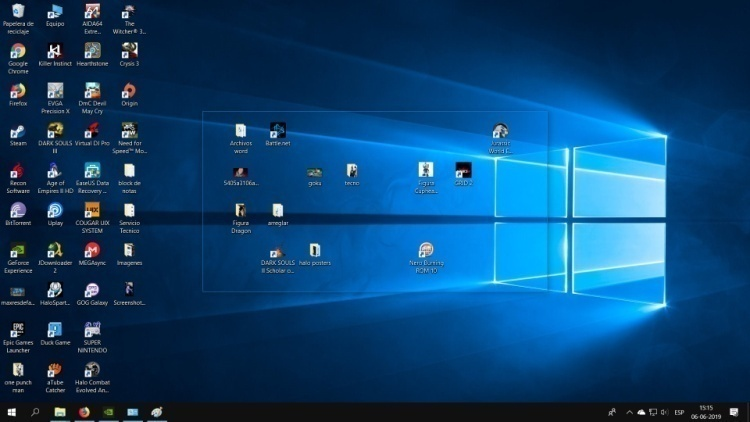 Papelera de
reciclaje
Equipo
AIDA64
Extre...
The
Witcher® 3...
Google
Chrome
Killer Instinct
Hearthstone
Crysis 3
Firefox
EVGA
Precision X
DmC Devil
May Cry
Origin
Steam
DARK SOULS
III
Virtual DJ Pro
Need for
Speed™ Mo...
Recon
Software
Age of
Empires II HD
EaseUS Data
Recovery ...
block de
notas
BitTorrent
Uplay
COUGAR UIX
SYSTEM
Servicio
Tecnico
GeForce
Experience
JDownloader
2
MEGAsync
Imagenes
maxresdefa...
HaloSpart...
GOG Galaxy
Screenshot...
Epic Games
Launcher
Duck Game
SUPER
NINTENDO
one punch
man
aTube
Catcher
Halo Combat
Evolved An...
Archivos
word
Battle.net
Jurassic
World E...
5405a3106a...
goku
tecno
Figura
Cuphea...
GRID 2
Figura
Dragon
arreglar
DARK SOULS
II Scholar o...
halo posters
Nero Burning
ROM 10
ESP
15:15
06-06-2019